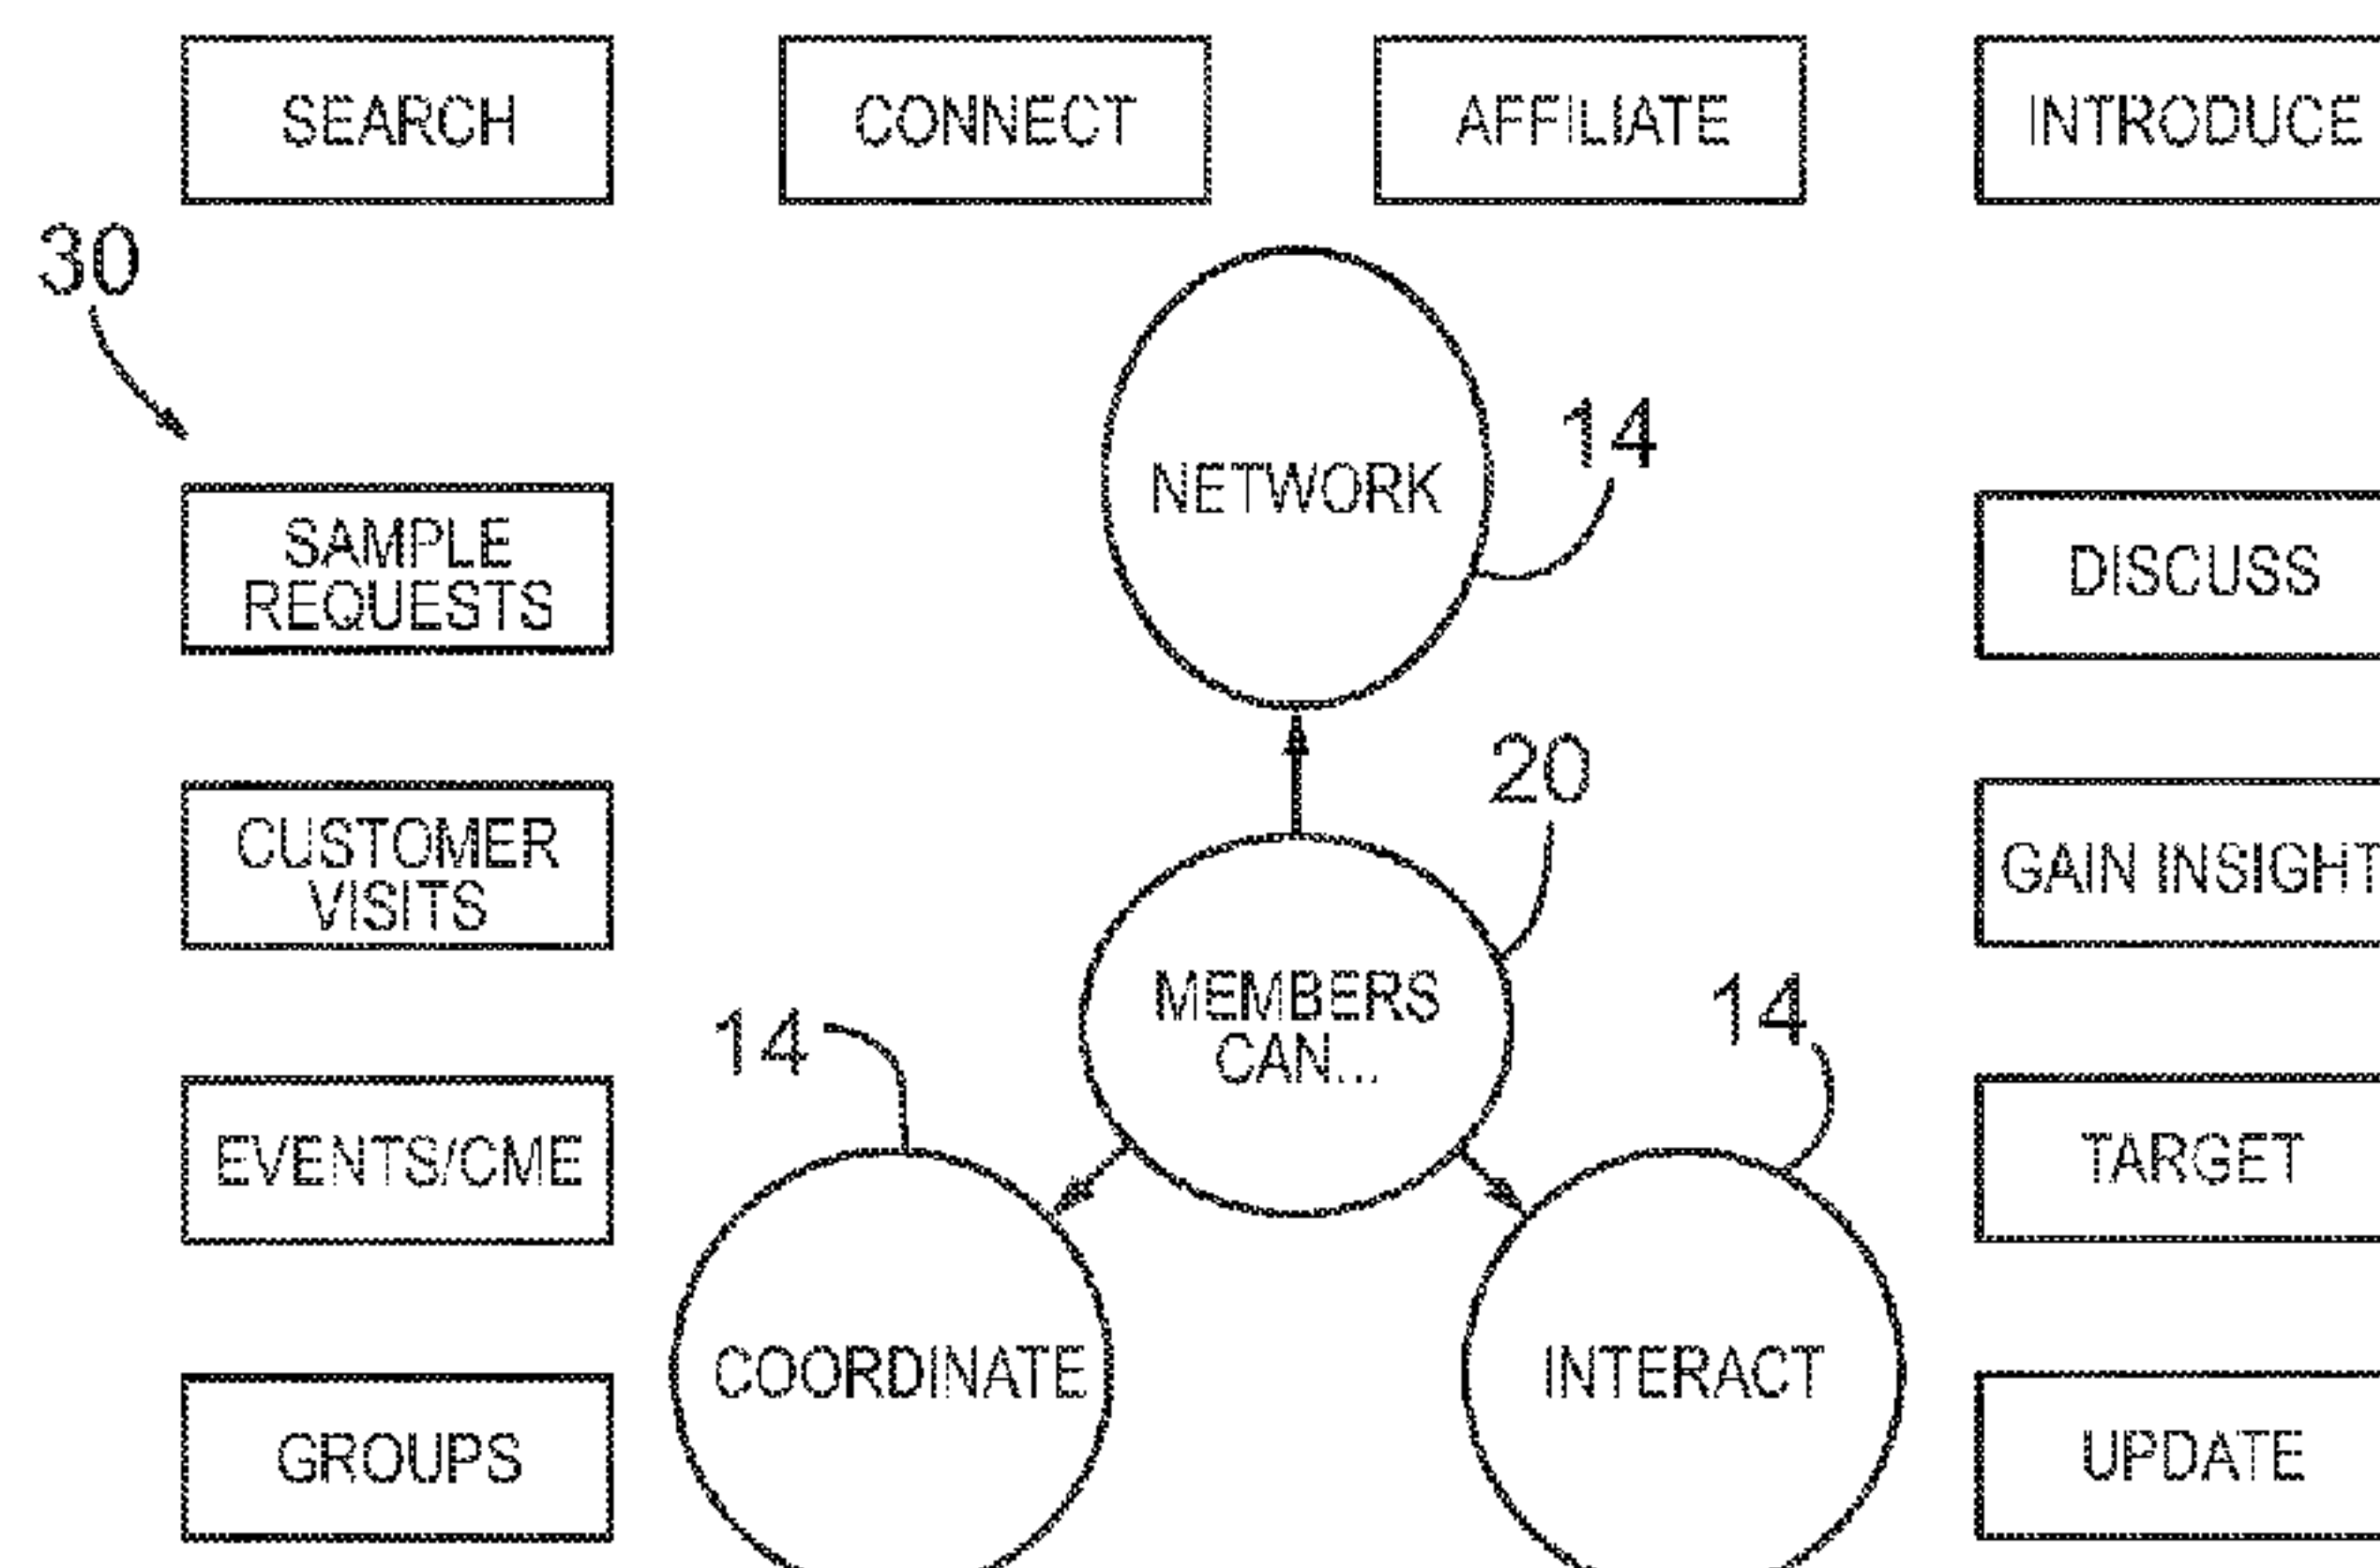 SEARCH
CONNECT
AFFILIATE
INTRODUCE
30
NETWORK
14
SAMPLE
REQUESTS
DISCUSS
20
CUSTOMER
VISITS
GAIN INSIGHT
MEMBERS
CAN...
14
14
EVENTS/CME
TARGET
COORDINATE
INTERACT
GROUPS
UPDATE